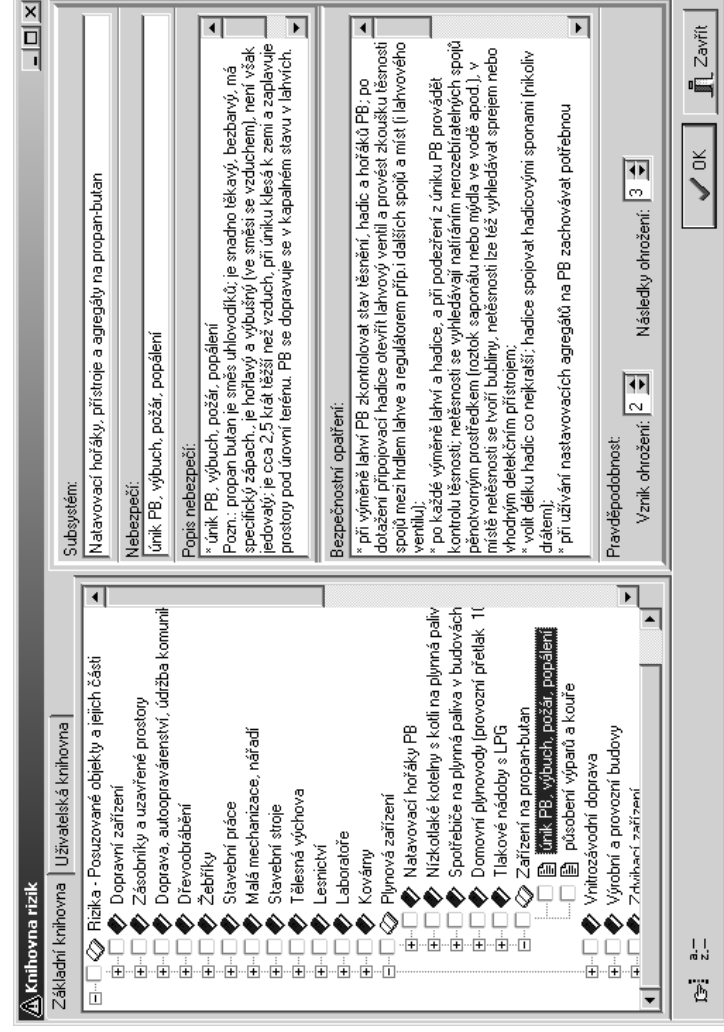 Knihovna rizik
Základní knihovna
Uživatelská knihovna
Rizika - Posuzované objekty a jejich části
Dopravní zařízení
Zásobníky a uzavřené prostory
Doprava, autoopravárenství, údržba komunik
Dřevoobrábění
Žebříky
Stavební práce
Malá mechanizace, nářadí
Stavební stroje
Tělesná výchova
Lesnictví
Laboratoře
Kovárny
Plynová zařízení
Natavovací hořáky PB
Nízkotlaké kotelny s kotli na plynná paliv
Spotřebiče na plynná paliva v budovách
Domovní plynovody (provozní přetlak 10
Tlakové nádoby s LPG
Zařízení na propan-butan
únik PB, výbuch, požár, popálení
působení výparů a kouře
Vnitrozávodní doprava
Výrobní a provozní budovy
Zdvihací zařízení
Subsystém:
Natavovací hořáky, přístroje a agregáty na propan-butan
Nebezpečí:
únik PB, výbuch, požár, popálení
Popis nebezpečí:
* únik PB, výbuch, požár, popálení
Pozn.: propan butan je směs uhlovodíků; je snadno těkavý, bezbarvý, má
specifický zápach., je hořlavý a výbušný (ve směsi se vzduchem), není však
jedovatý; je cca 2,5 krát těžší než vzduch, při úniku klesá k zemi a zaplavuje
prostory pod úrovní terénu. PB se dopravuje se v kapalném stavu v lahvích.
Bezpečnostní opatření:
* při výměně lahví PB zkontrolovat stav těsnění, hadic a hořáků PB; po
dotažení připojovací hadice otevřít lahvový ventil a provést zkoušku těsnosti
spojů mezi hrdlem lahve a regulátorem příp.i dalších spojů a míst (i lahvového
ventilu);
* po každé výměně lahví a hadice, a při podezření z úniku PB provádět
kontrolu těsnosti; netěsnosti se vyhledávají natíráním nerozebíratelných spojů
pěnotvorným prostředkem (roztok saponátu nebo mýdla ve vodě apod.), v
místě netěsnosti se tvoří bubliny, netěsnosti lze též vyhledávat sprejem nebo
vhodným detekčním přístrojem;
* volit délku hadic co nejkratší; hadice spojovat hadicovými sponami (nikoliv
drátem);
* při užívání nastavovacích agregátů na PB zachovávat potřebnou
Pravděpodobnost:
Vznik ohrožení: 2
Následky ohrožení: 3
a.-
z.-
OK
Zavřít